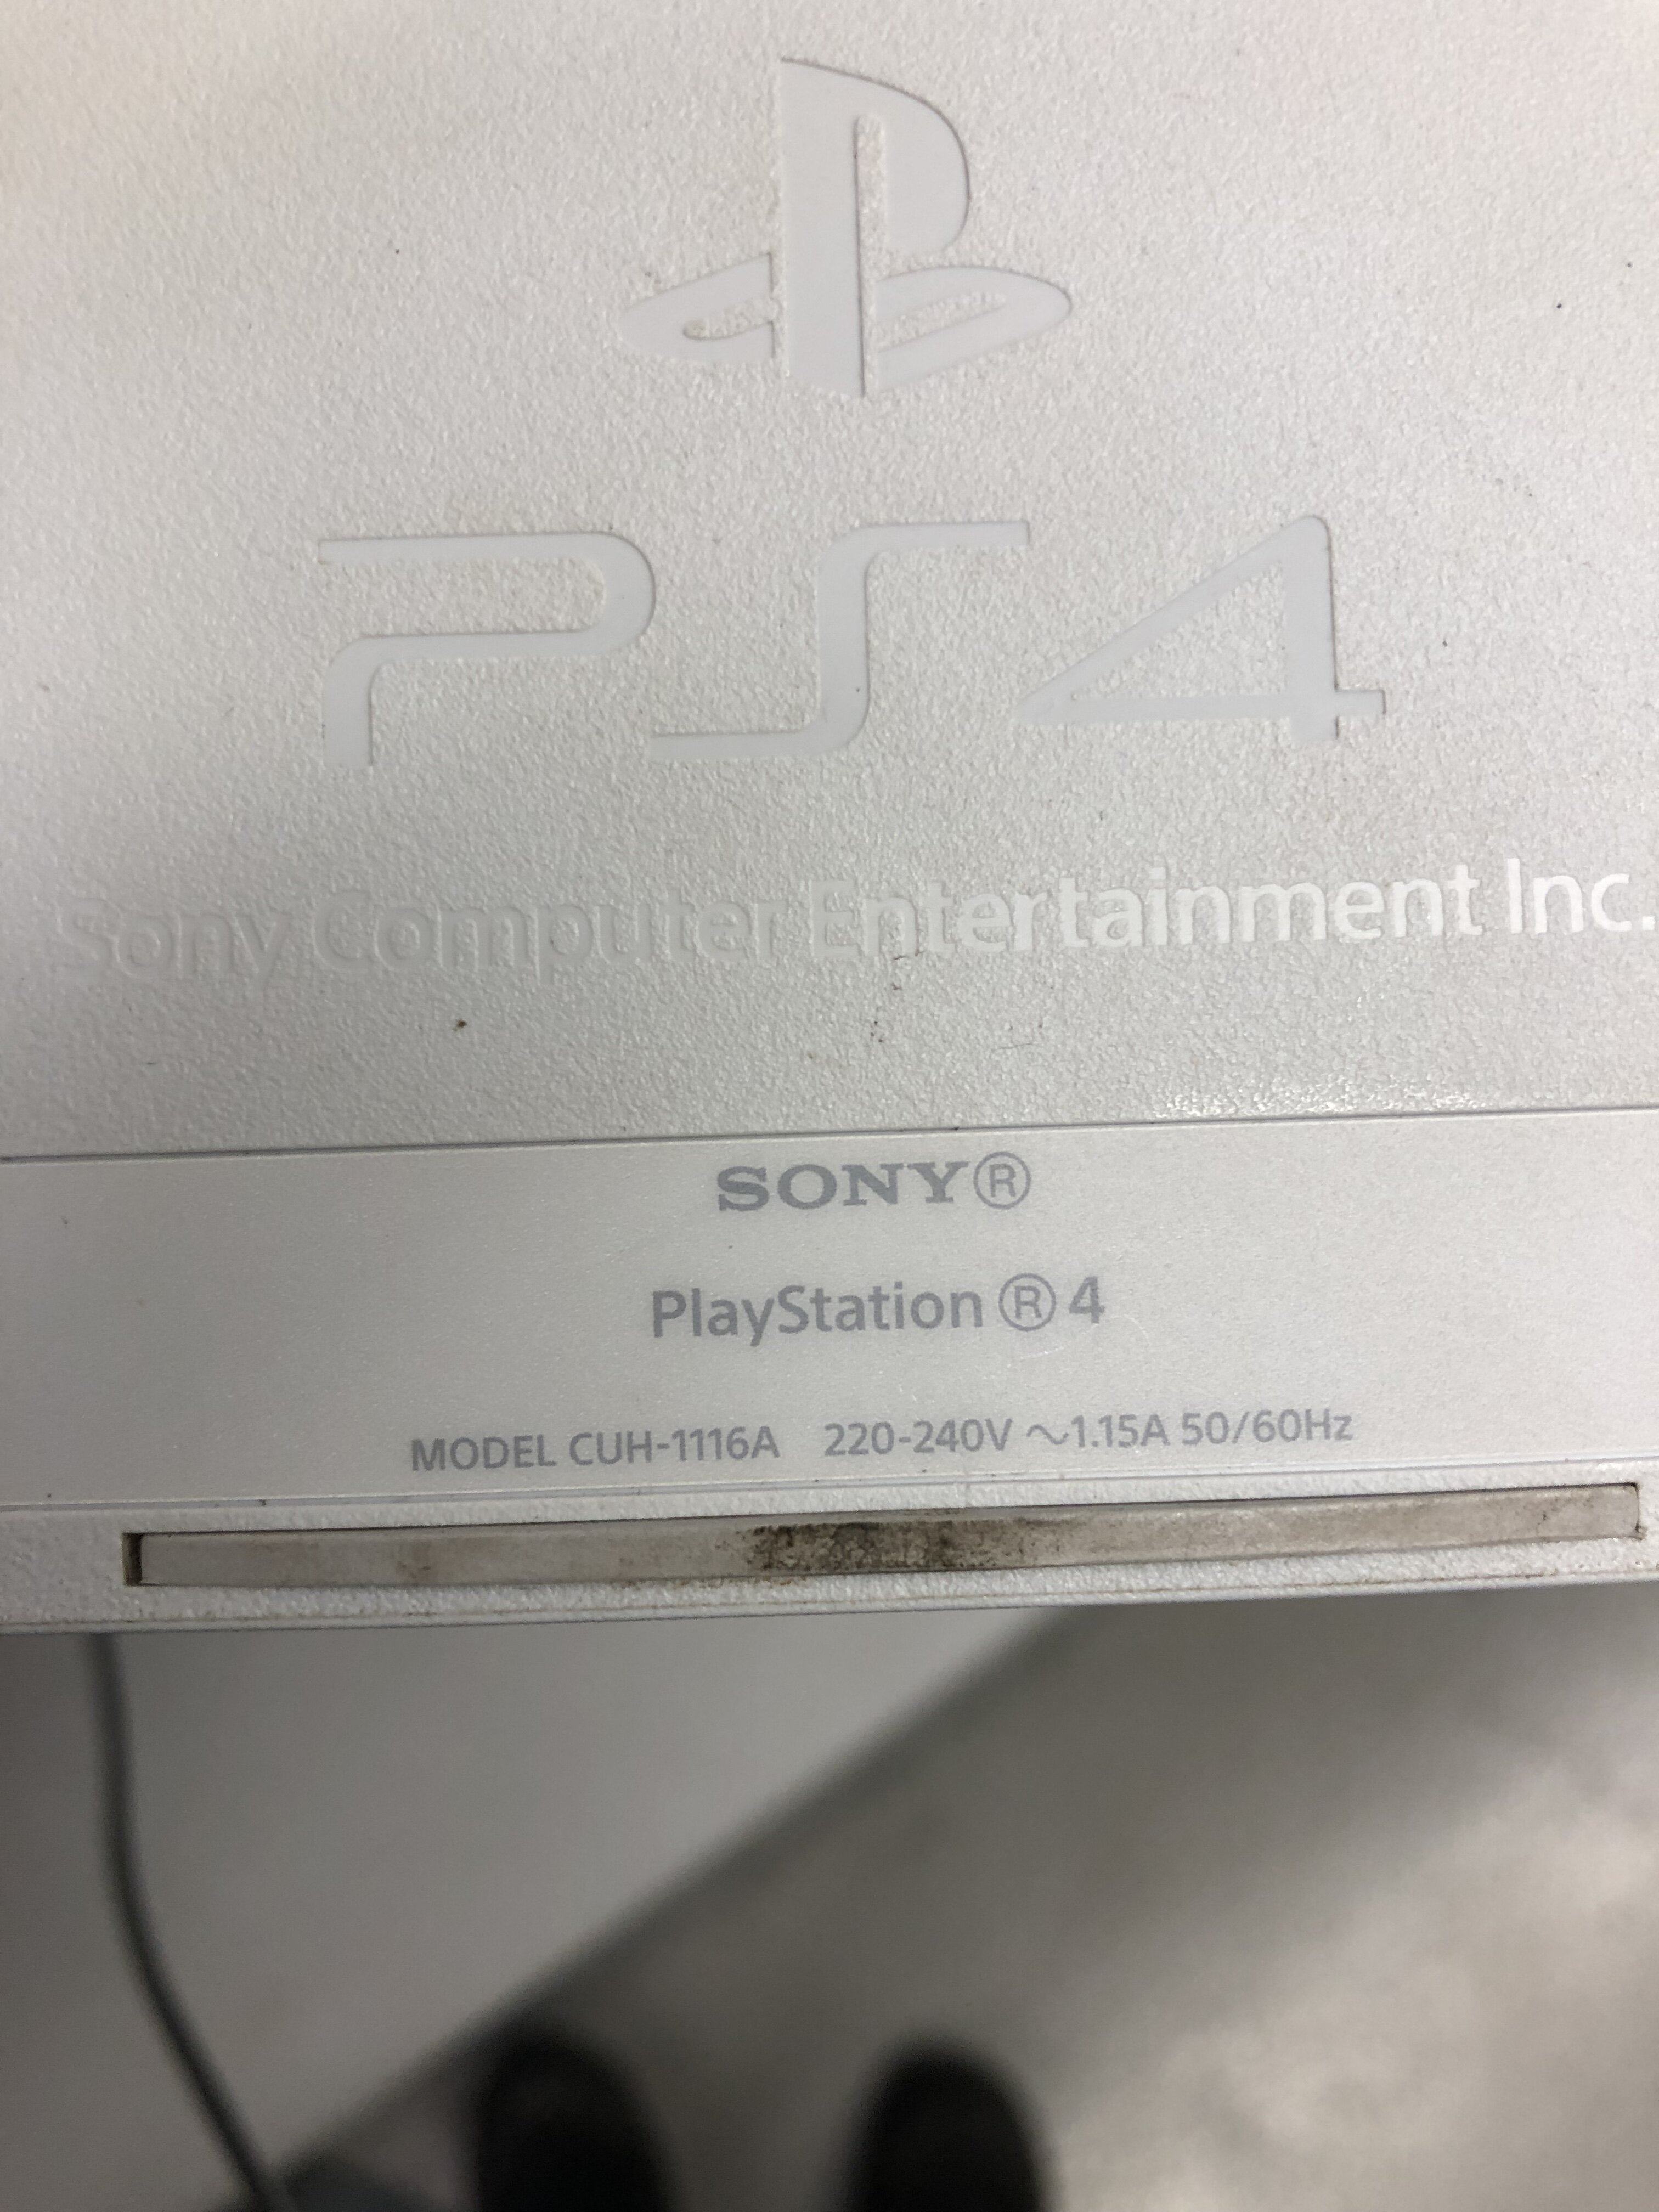 PS4
Sony Computer Entertainment Inc.
SONY®
PlayStation®4
MODEL CUH-1116A 220-240V ~1.15A 50/60Hz